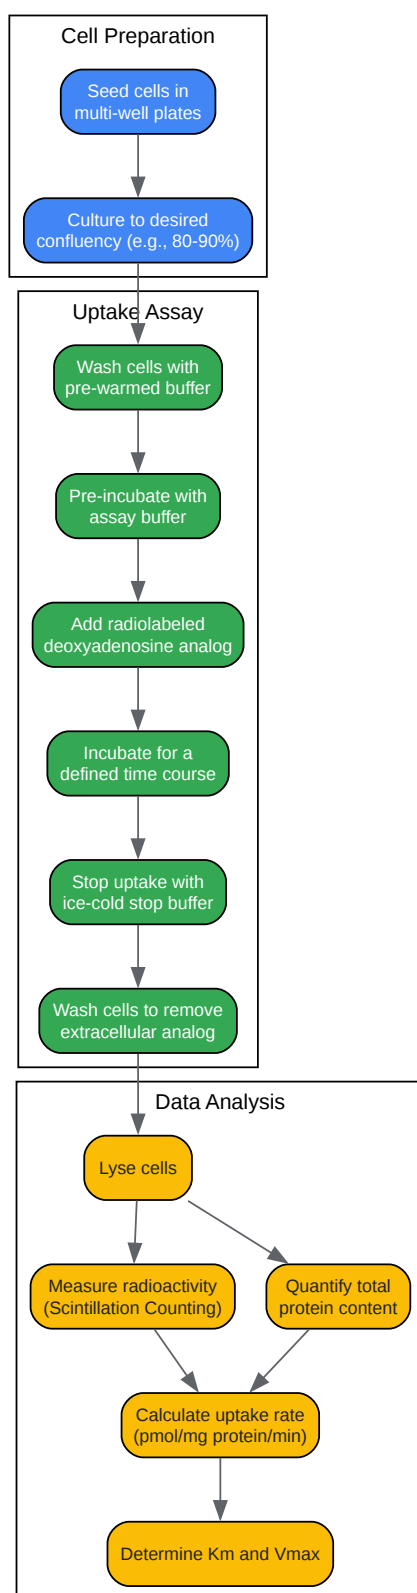 Cell Preparation
Seed cells in
multi-well plates
Culture to desired
confluency (e.g., 80-90%)
Uptake Assay
Wash cells with
pre-warmed buffer
Pre-incubate with
assay buffer
Add radiolabeled
deoxyadenosine analog
Incubate for a
defined time course
Stop uptake with
ice-cold stop buffer
Wash cells to remove
extracellular analog
Data Analysis
Lyse cells
Measure radioactivity
(Scintillation Counting)
Quantify total
protein content
Calculate uptake rate
(pmol/mg protein/min)
Determine Km and Vmax